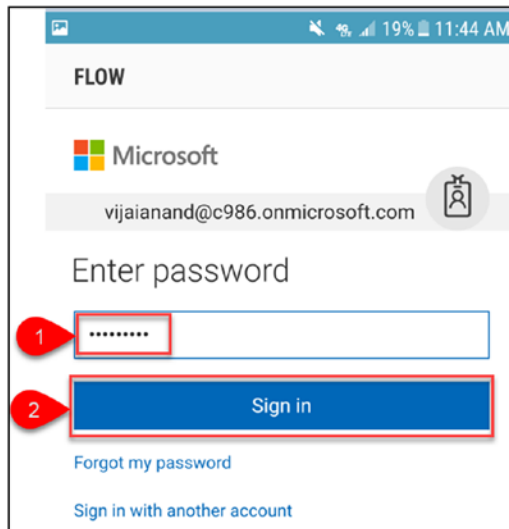 19% 11:44 AM
FLOW
Microsoft
vijaianand@c986.onmicrosoft.com
Enter password
1 •••••••••
2 Sign in
Forgot my password
Sign in with another account